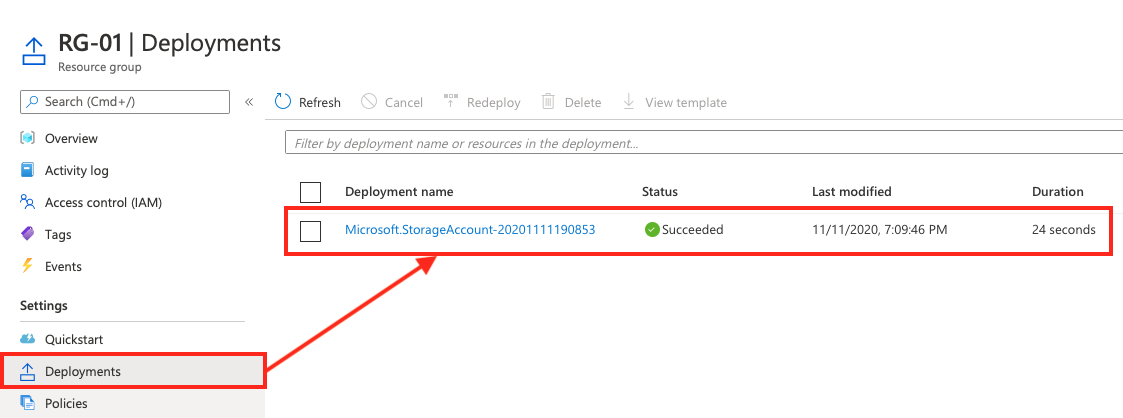 RG-01 | Deployments
Resource group
Search (Cmd+/)
«
Refresh
Cancel
Redeploy
Delete
View template
Overview
Activity log
Access control (IAM)
Tags
Events
Settings
Quickstart
Deployments
Policies
Filter by deployment name or resources in the deployment...
Deployment name Status Last modified Duration
Microsoft.StorageAccount-20201111190853 Succeeded 11/11/2020, 7:09:46 PM 24 seconds